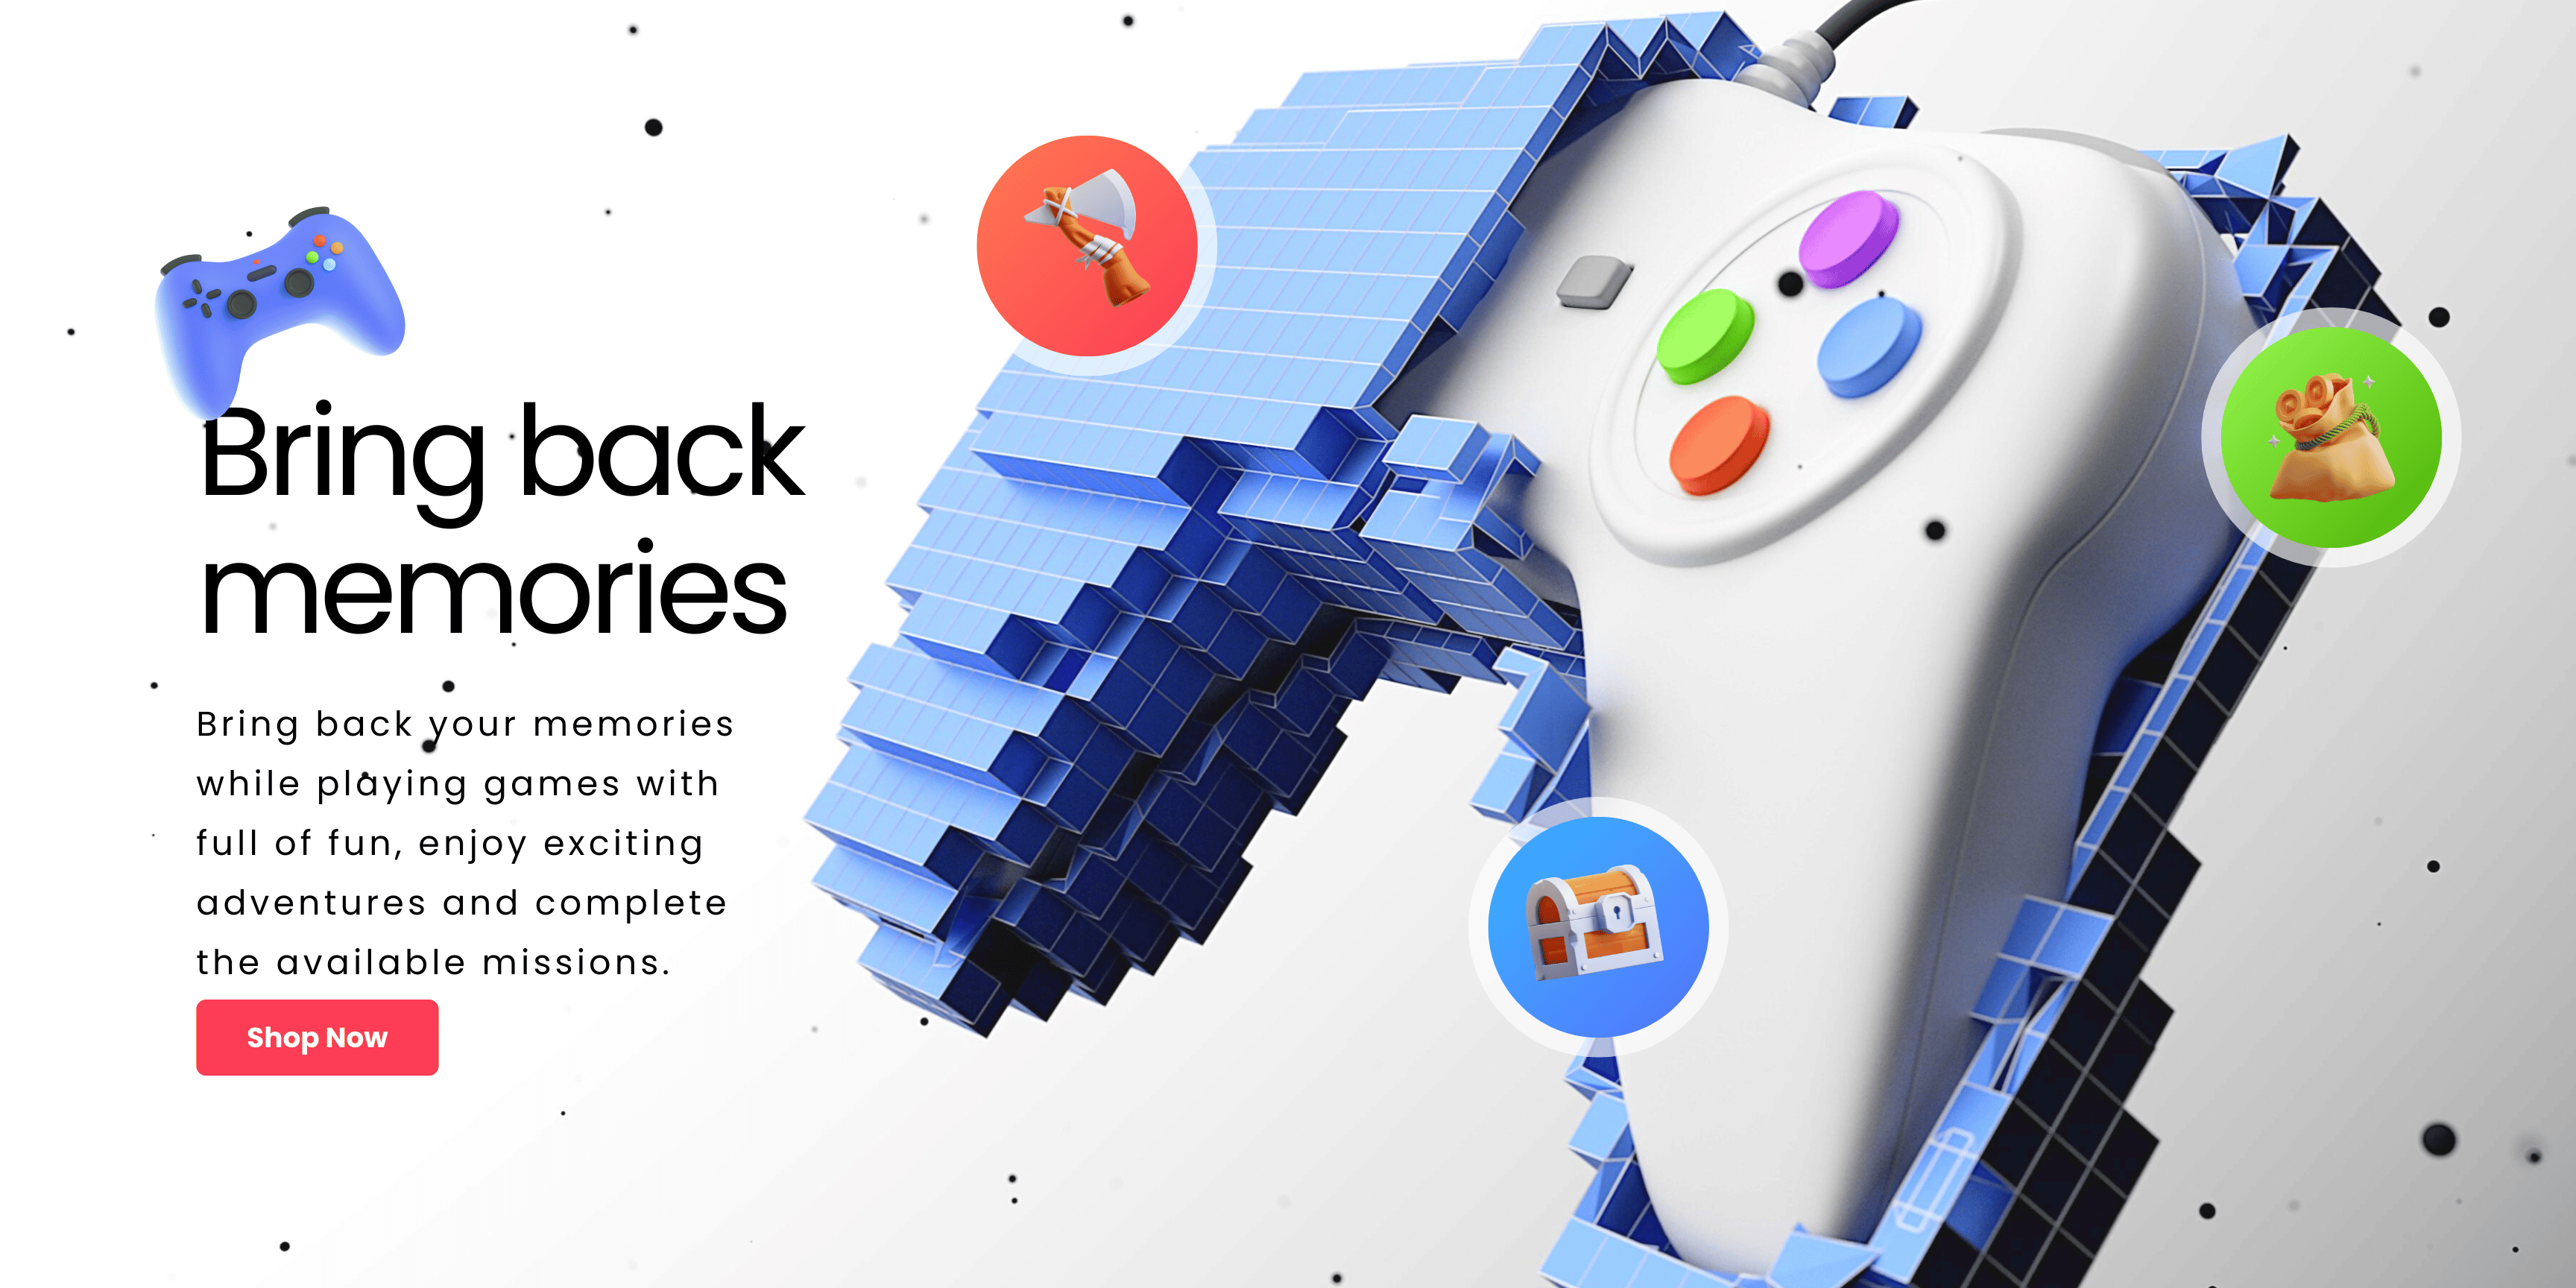 Bring back
memories
Bring back your memories
while playing games with
full of fun, enjoy exciting
adventures and complete
the available missions.
Shop Now